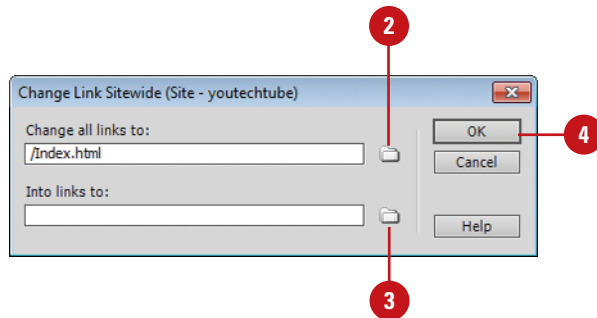 2
Change Link Sitewide (Site - youtechtube)
Change all links to:
/Index.html
OK
4
Cancel
Into links to:
Help
3